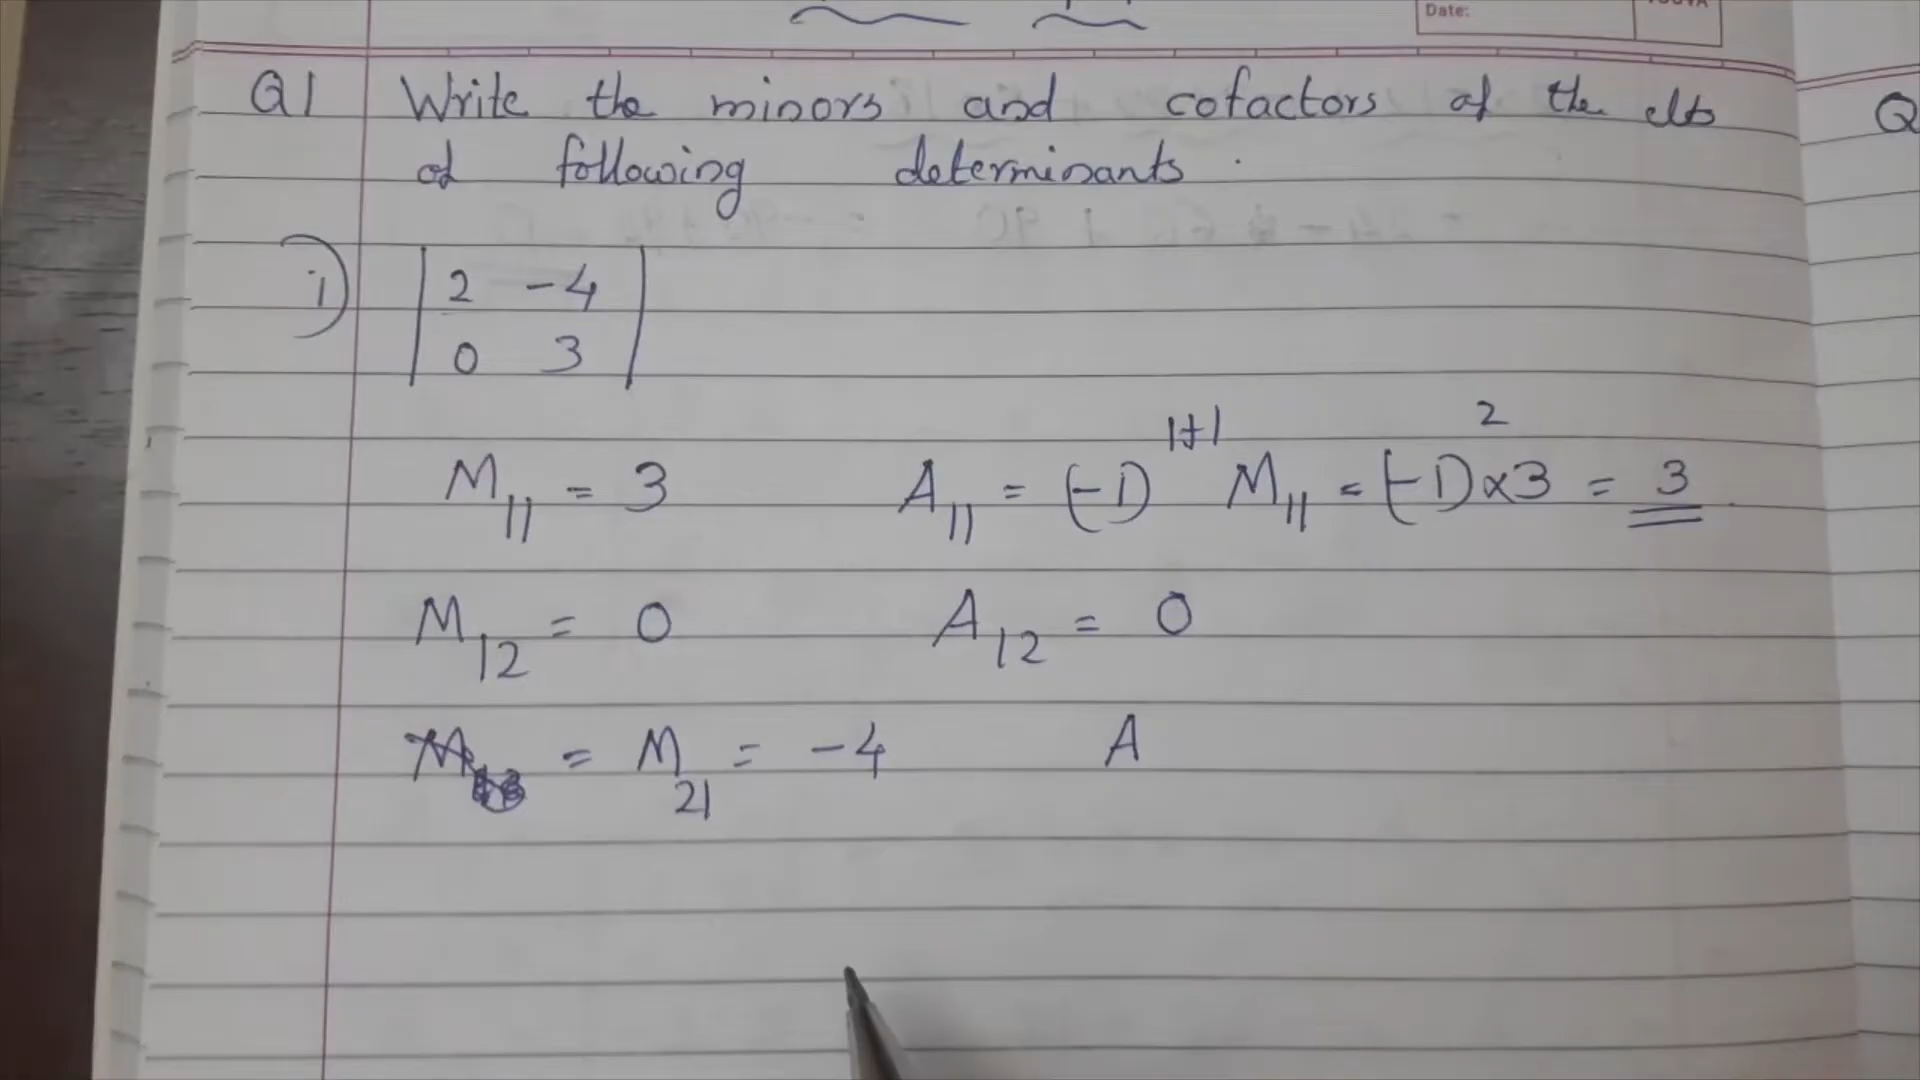 Date:
Q1 Write the minors and cofactors of the elts
of following determinants.
i) | 2 -4 |
| 0 3 |
M11 = 3 A11 = (-1)^1+1 M11 = (-1)^2 x3 = 3
M12 = 0 A12 = 0
= M21 = -4 A
Q